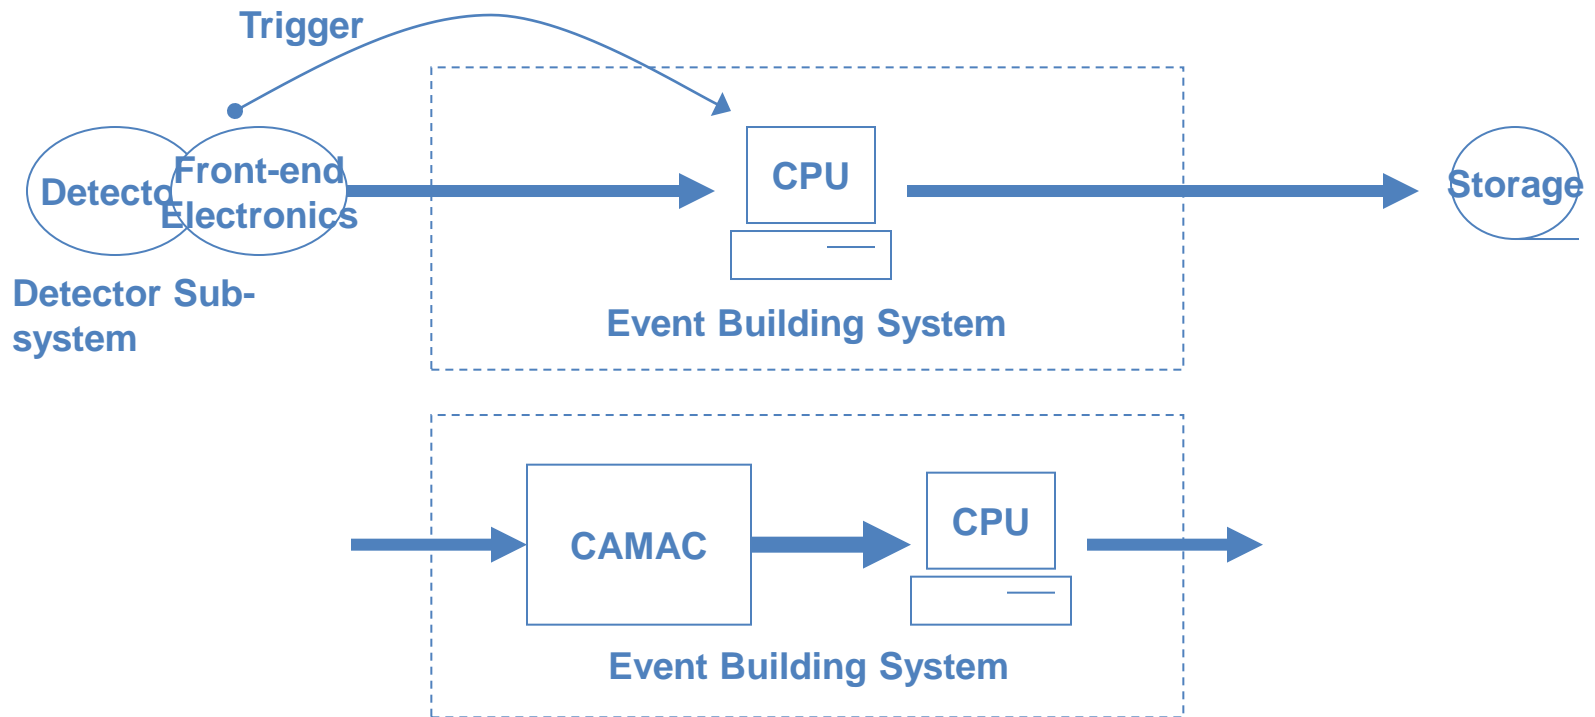 Trigger
Detecto
Front-end
Electronics
CPU
Storage
Detector Sub-
system
Event Building System
CAMAC
CPU
Event Building System